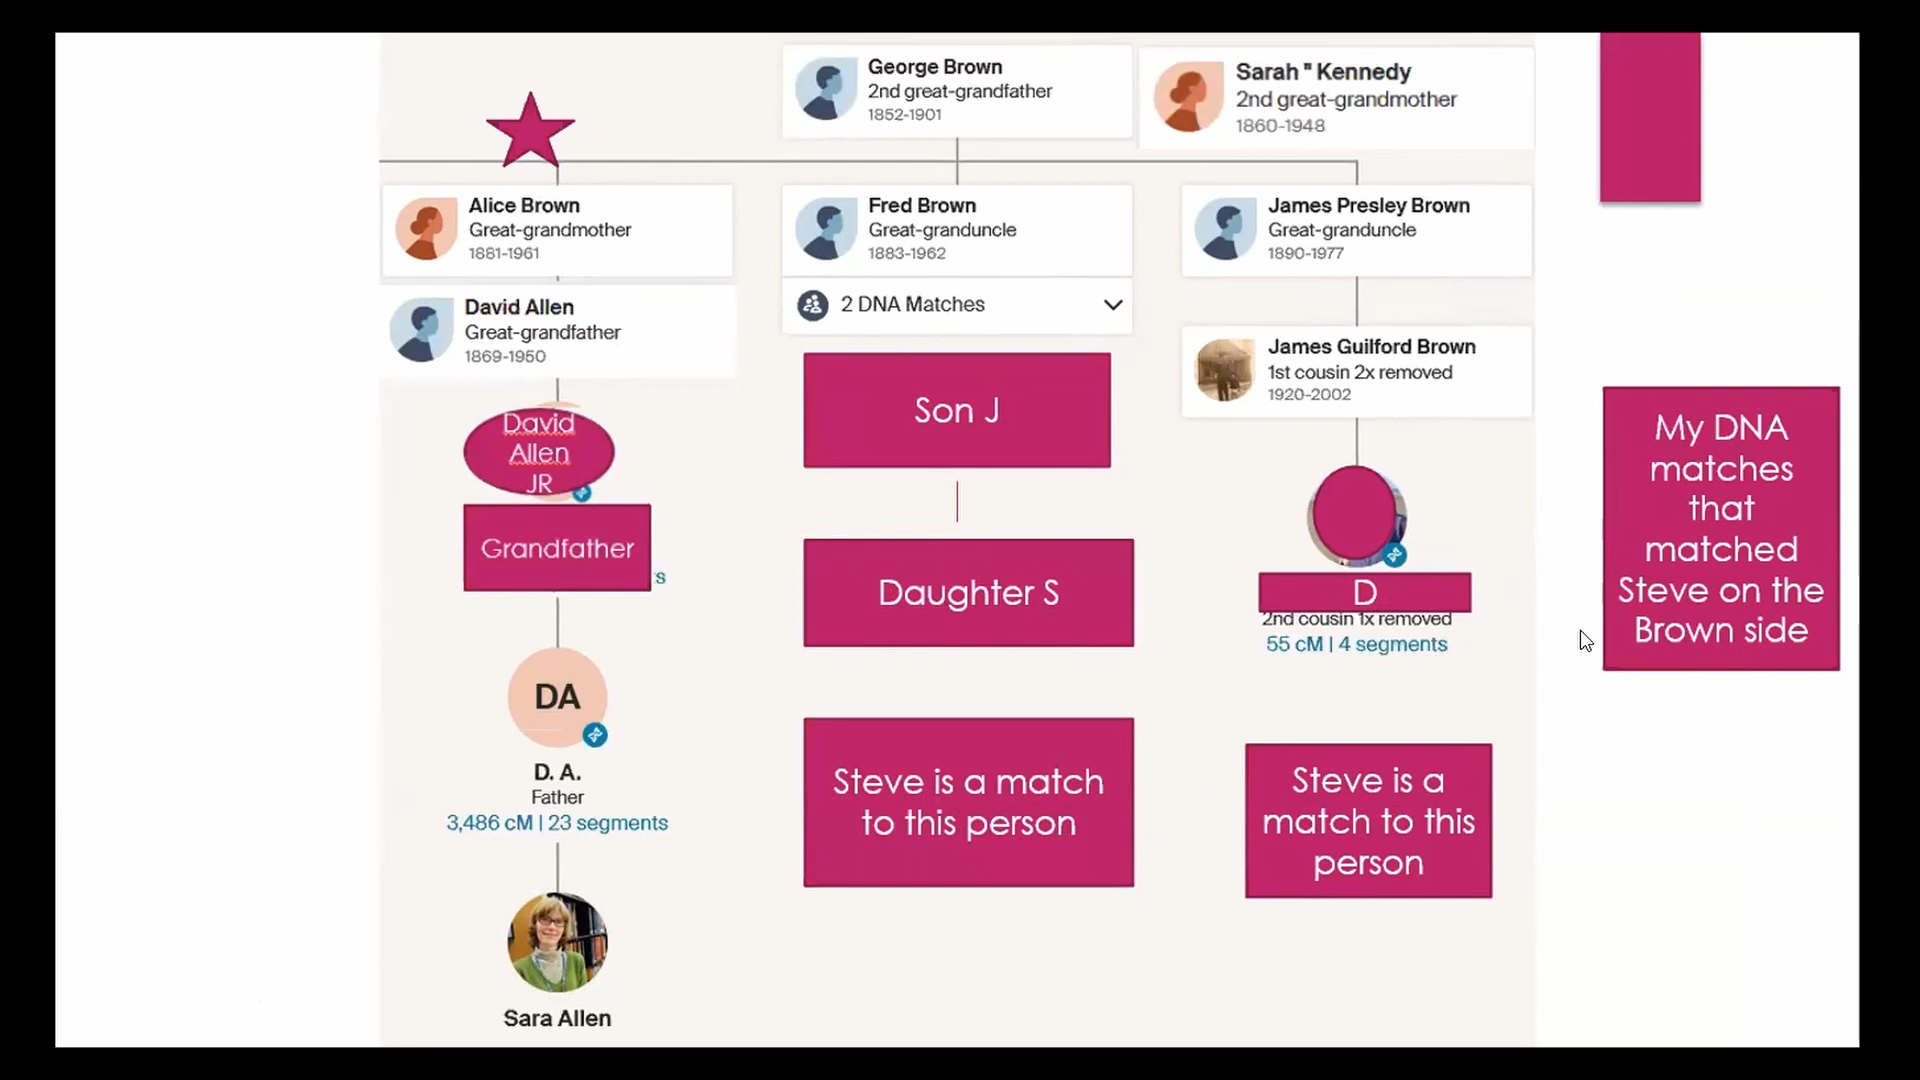 George Brown
2nd great-grandfather
1852-1901
Sarah " Kennedy
2nd great-grandmother
1860-1948
Alice Brown
Great-grandmother
1881-1961
Fred Brown
Great-granduncle
1883-1962
James Presley Brown
Great-granduncle
1890-1977
2 DNA Matches
David Allen
Great-grandfather
1869-1950
James Guilford Brown
1st cousin 2x removed
1920-2002
David
Allen
JR
Grandfather
s
Son J
Daughter S
D
2nd cousin 1x removed
55 cM | 4 segments
My DNA
matches
that
matched
Steve on the
Brown side
DA
D. A.
Father
3,486 cM | 23 segments
Steve is a match
to this person
Steve is a
match to this
person
Sara Allen